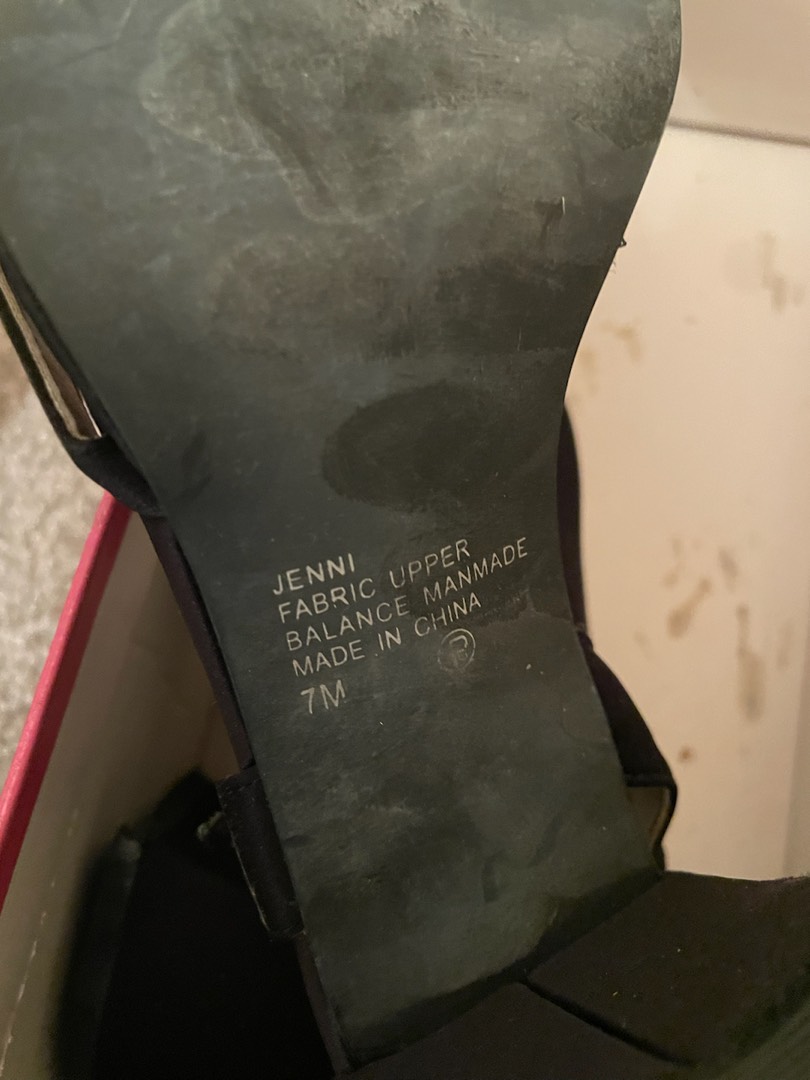 JENNI
FABRIC UPPER
BALANCE MANMADE
MADE IN CHINA
7M